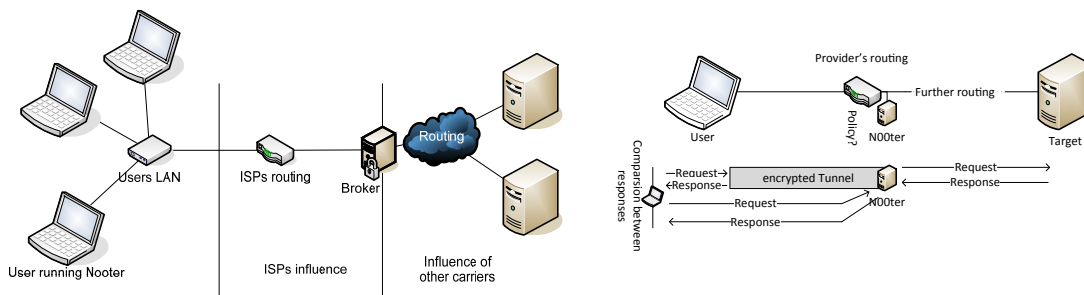 Users LAN
ISPs routing
Broker
Routing
User running Nooter
ISPs influence
Influence of
other carriers
Provider's routing
Further routing
Policy?
User
N00ter
Target
Comparsion between
responses
Request
Response
encrypted Tunnel
Request
Response
N00ter
Request
Response